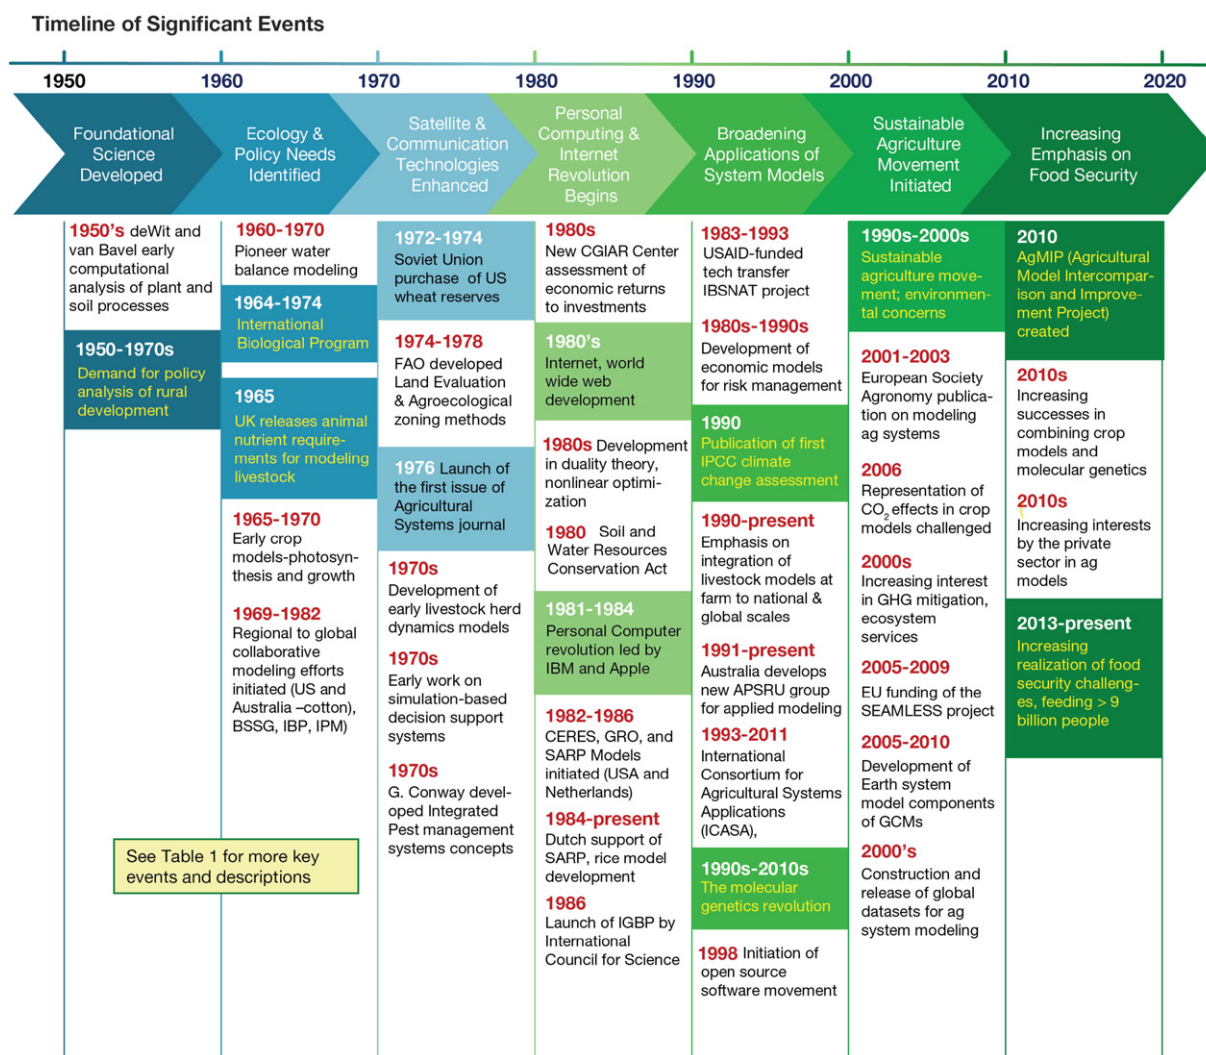 Timeline of Significant Events
1950
1960
1970
1980
1990
2000
2010
2020
Foundational
Science
Developed
Ecology &
Policy Needs
Identified
Satellite &
Communication
Technologies
Enhanced
Personal
Computing &
Internet
Revolution
Begins
Broadening
Applications of
System Models
Sustainable
Agriculture
Movement
Initiated
Increasing
Emphasis on
Food Security
1950's deWit and
van Bavel early
computational
analysis of plant and
soil processes
1950-1970s
Demand for policy
analysis of rural
development
1960-1970
Pioneer water
balance modeling
1964-1974
International
Biological Program
1965
UK releases animal
nutrient require-
ments for modeling
livestock
1965-1970
Early crop
models-photosyn-
thesis and growth
1969-1982
Regional to global
collaborative
modeling efforts
initiated (US and
Australia –cotton),
BSSG, IBP, IPM)
1972-1974
Soviet Union
purchase of US
wheat reserves
1974-1978
FAO developed
Land Evaluation
& Agroecological
zoning methods
1976 Launch of
the first issue of
Agricultural
Systems journal
1970s
Development of
early livestock herd
dynamics models
1970s
Early work on
simulation-based
decision support
systems
1970s
G. Conway devel-
oped Integrated
Pest management
systems concepts
1980s
New CGIAR Center
assessment of
economic returns
to investments
1980's
Internet, world
wide web
development
1980s Development
in duality theory,
nonlinear optimi-
zation
1980 Soil and
Water Resources
Conservation Act
1981-1984
Personal Computer
revolution led by
IBM and Apple
1982-1986
CERES, GRO, and
SARP Models
initiated (USA and
Netherlands)
1984-present
Dutch support of
SARP, rice model
development
1986
Launch of IGBP by
International
Council for Science
1983-1993
USAID-funded
tech transfer
IBSNAT project
1980s-1990s
Development of
economic models
for risk management
1990
Publication of first
IPCC climate
change assessment
1990-present
Emphasis on
integration of
livestock models at
farm to national &
global scales
1991-present
Australia develops
new APSRU group
for applied modeling
1993-2011
International
Consortium for
Agricultural Systems
Applications
(ICASA),
1990s-2010s
The molecular
genetics revolution
1998 Initiation of
open source
software movement
1990s-2000s
Sustainable
agriculture move-
ment; environmen-
tal concerns
2001-2003
European Society
Agronomy publica-
tion on modeling
ag systems
2006
Representation of
CO2 effects in crop
models challenged
2000s
Increasing interest
in GHG mitigation,
ecosystem
services
2005-2009
EU funding of the
SEAMLESS project
2005-2010
Development of
Earth system
model components
of GCMs
2000's
Construction and
release of global
datasets for ag
system modeling
2010
AgMIP (Agricultural
Model Intercompar-
ison and Improve-
ment Project)
created
2010s
Increasing
successes in
combining crop
models and
molecular genetics
2010s
Increasing interests
by the private
sector in ag
models
2013-present
Increasing
realization of food
security challeng-
es, feeding > 9
billion people
See Table 1 for more key
events and descriptions